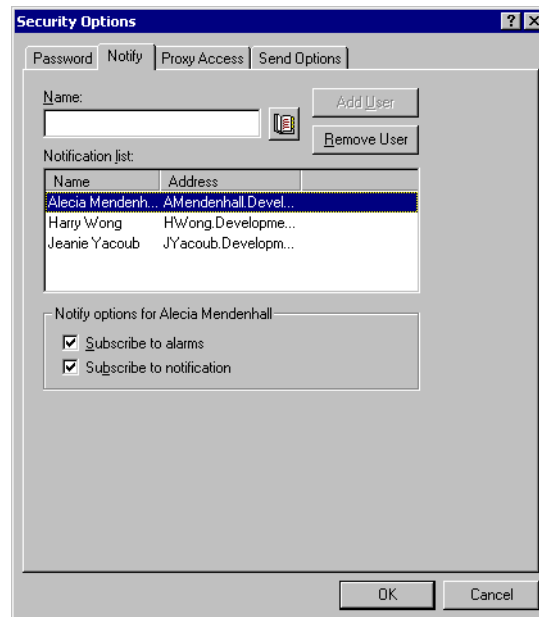 Security Options
Password Notify Proxy Access Send Options
Name:
Add User
Remove User
Notification list:
Name Address
Alecia Mendenh... AMendenhall.Devel...
Harry Wong HWong.Developme...
Jeanie Yacoub JYacoub.Developm...
Notify options for Alecia Mendenhall
Subscribe to alarms
Subscribe to notification
OK Cancel